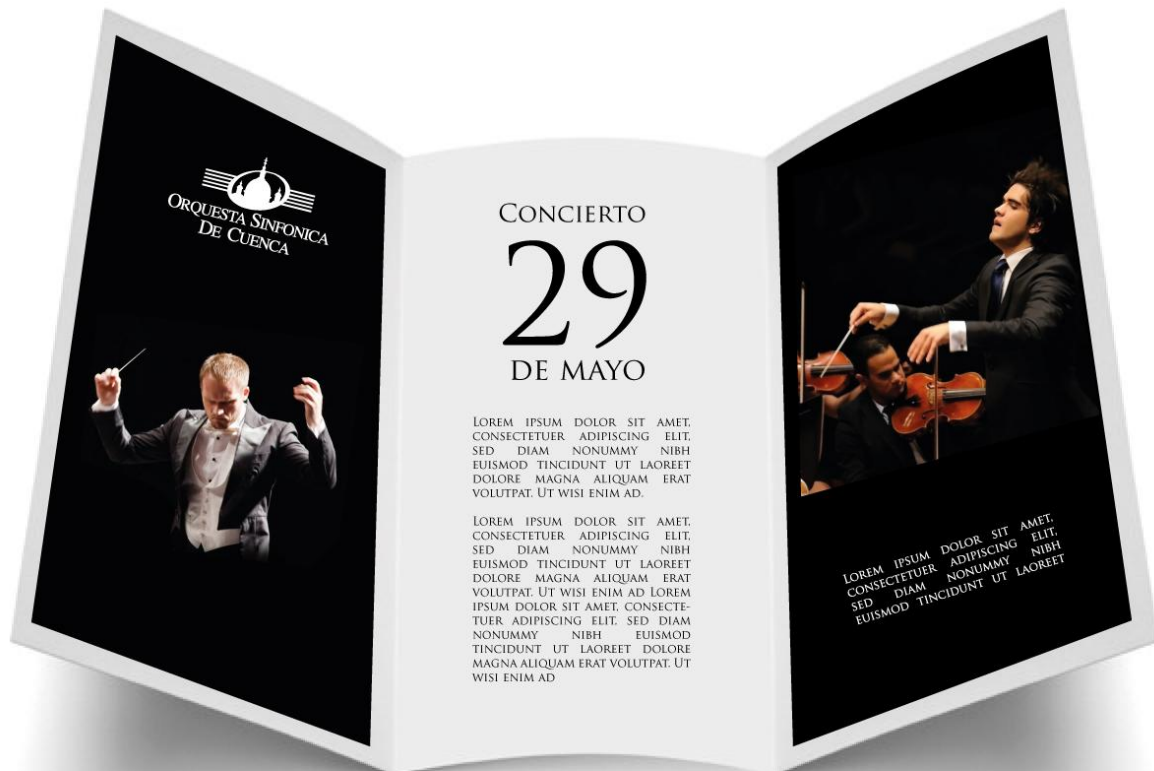 Orquesta Sinfonica
De Cuenca
Concierto
29
de mayo
Lorem ipsum dolor sit amet,
consectetuer adipiscing elit,
sed diam nonummy nibh
euismod tincidunt ut laoreet
dolore magna aliquam erat
volutpat. Ut wisi enim ad.
Lorem ipsum dolor sit amet,
consectetuer adipiscing elit,
sed diam nonummy nibh
euismod tincidunt ut laoreet
dolore magna aliquam erat
volutpat. Ut wisi enim ad Lorem
ipsum dolor sit amet, consecte-
tuer adipiscing elit, sed diam
nonummy nibh euismod
tincidunt ut laoreet dolore
magna aliquam erat volutpat. Ut
wisi enim ad
Lorem ipsum dolor sit amet,
consectetuer adipiscing elit,
sed diam nonummy nibh
euismod tincidunt ut laoreet